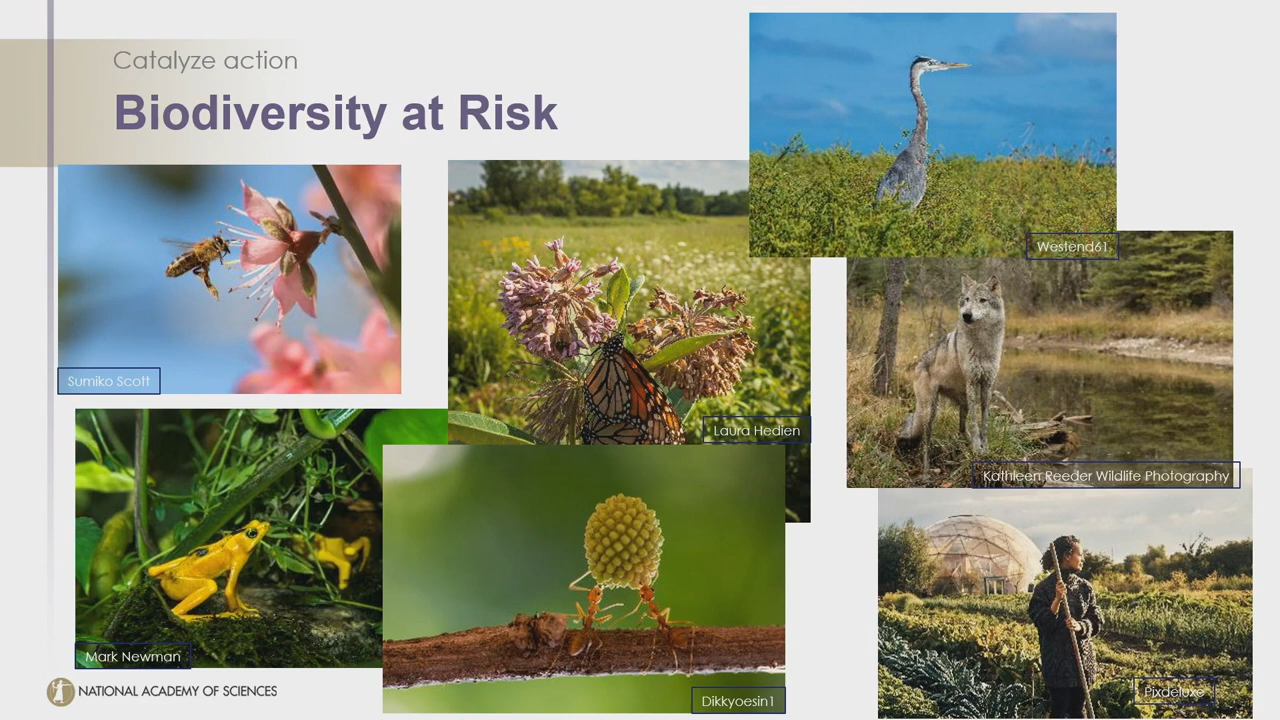 Catalyze action
Biodiversity at Risk
Westend61
Sumiko Scott
Laura Hedien
Kathleen Reeder Wildlife Photography
Mark Newman
Dikkyoesin1
Pixdeluxe
NATIONAL ACADEMY OF SCIENCES